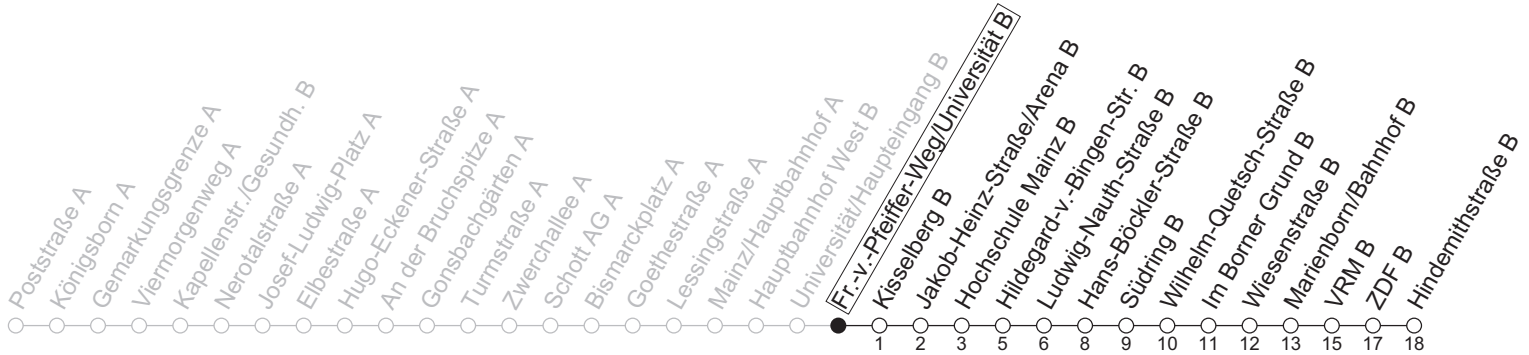 Poststraße A
Königsborn A
Gemarkungsgrenze A
Viermorgenweg A
Kapellenstr./Gesundh. B
Nerotalstraße A
Josef-Ludwig-Platz A
Elbestraße A
Hugo-Eckener-Straße A
An der Bruchspitze A
Gonsbachgärten A
Turmstraße A
Zwerchallee A
Schott AG A
Bismarckplatz A
Goethestraße A
Lessingstraße A
Mainz/Hauptbahnhof A
Hauptbahnhof West B
Universität/Haupteingang B
Fr.-v.-Pfeiffer-Weg/Universität B
Kisselberg B
Jakob-Heinz-Straße/Arena B
Hochschule Mainz B
Hildegard-v.-Bingen-Str. B
Ludwig-Nauth-Straße B
Hans-Böckler-Straße B
Südring B
Wilhelm-Quetsch-Straße B
Im Borner Grund B
Wiesenstraße B
Marienborn/Bahnhof B
VRM B
ZDF B
Hindemithstraße B
1 2 3 5 6 8 9 10 11 12 13 15 17 18